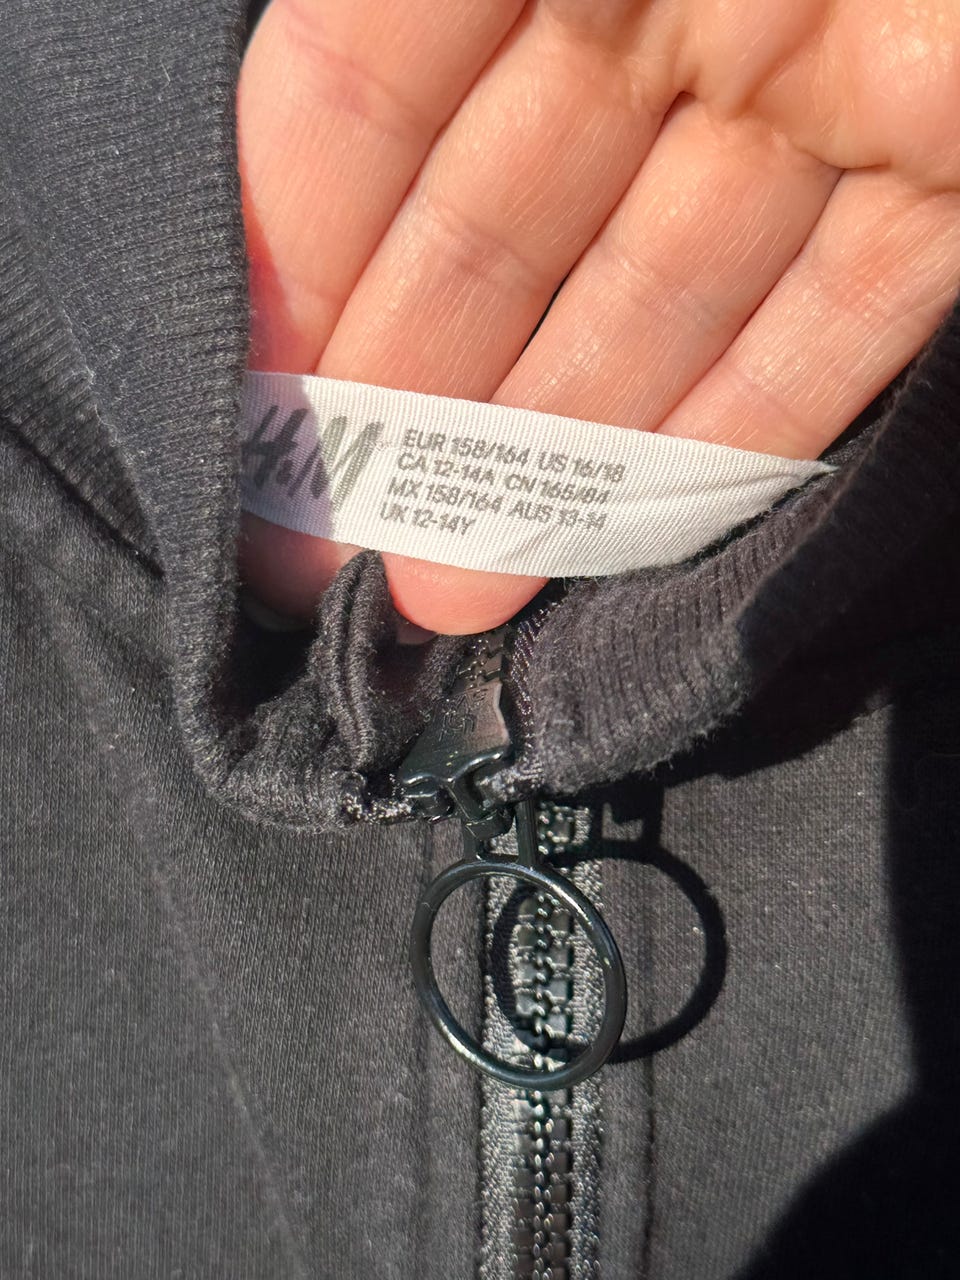 H&M
EUR 158/164 US 16/18
CA 12-14A CN 165/84
MX 158/164 AUS 13-14
UK 12-14Y